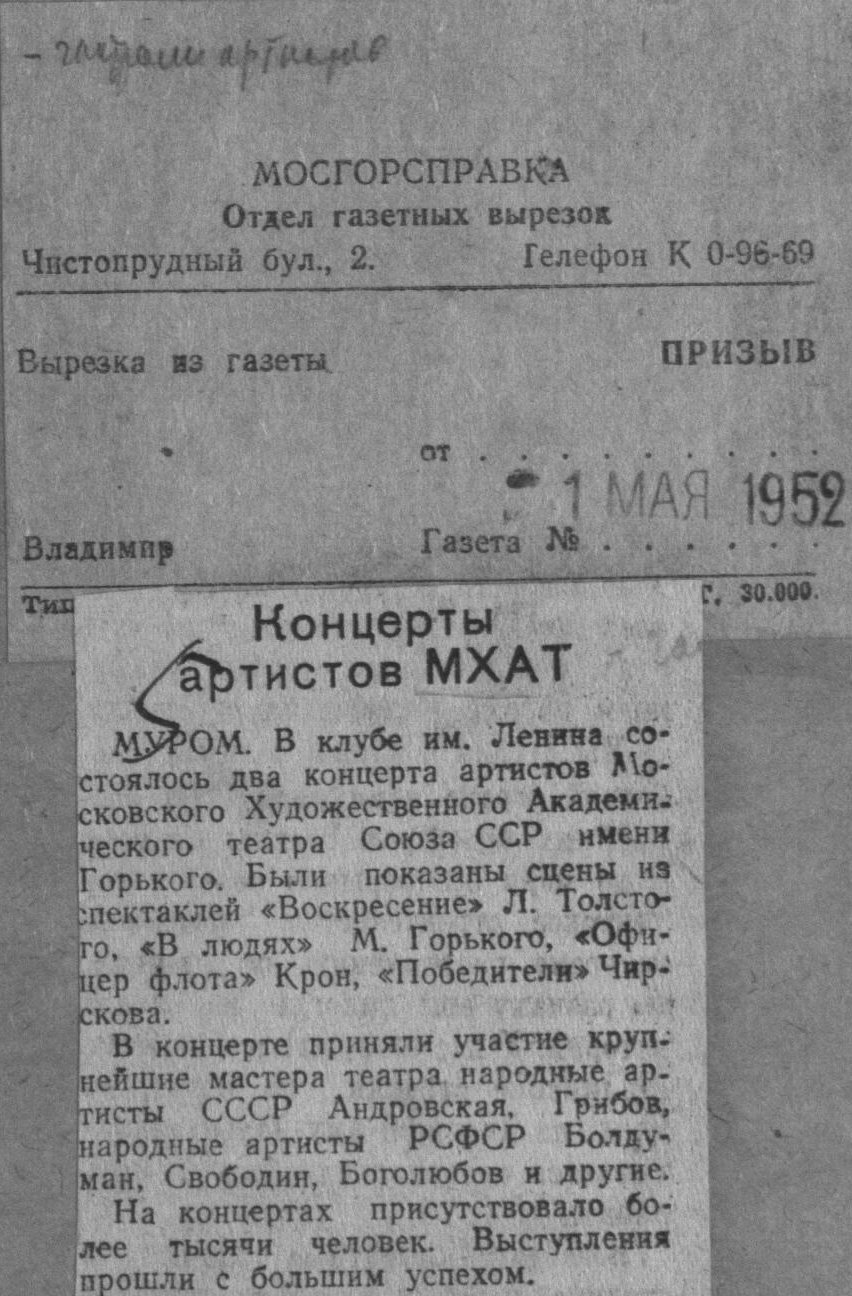 - гастроли артистов
МОСГОРСПРАВКА
Отдел газетных вырезок
Чистопрудный бул., 2. Телефон К 0-96-69
Вырезка из газеты ПРИЗЫВ
от . . . . . . . . .
1 МАЯ 1952
Владимир Газета № . . . . . .
Тип Т. 30.000.
Концерты
артистов МХАТ
МУРОМ. В клубе им. Ленина со-
стоялось два концерта артистов Мо-
сковского Художественного Академи-
ческого театра Союза ССР имени
Горького. Были показаны сцены из
спектаклей «Воскресение» Л. Толсто-
го, «В людях» М. Горького, «Офи-
цер флота» Крон, «Победители» Чир-
скова.
В концерте приняли участие круп-
нейшие мастера театра народные ар-
тисты СССР Андровская, Грибов,
народные артисты РСФСР Болду-
ман, Свободин, Боголюбов и другие.
На концертах присутствовало бо-
лее тысячи человек. Выступления
прошли с большим успехом.